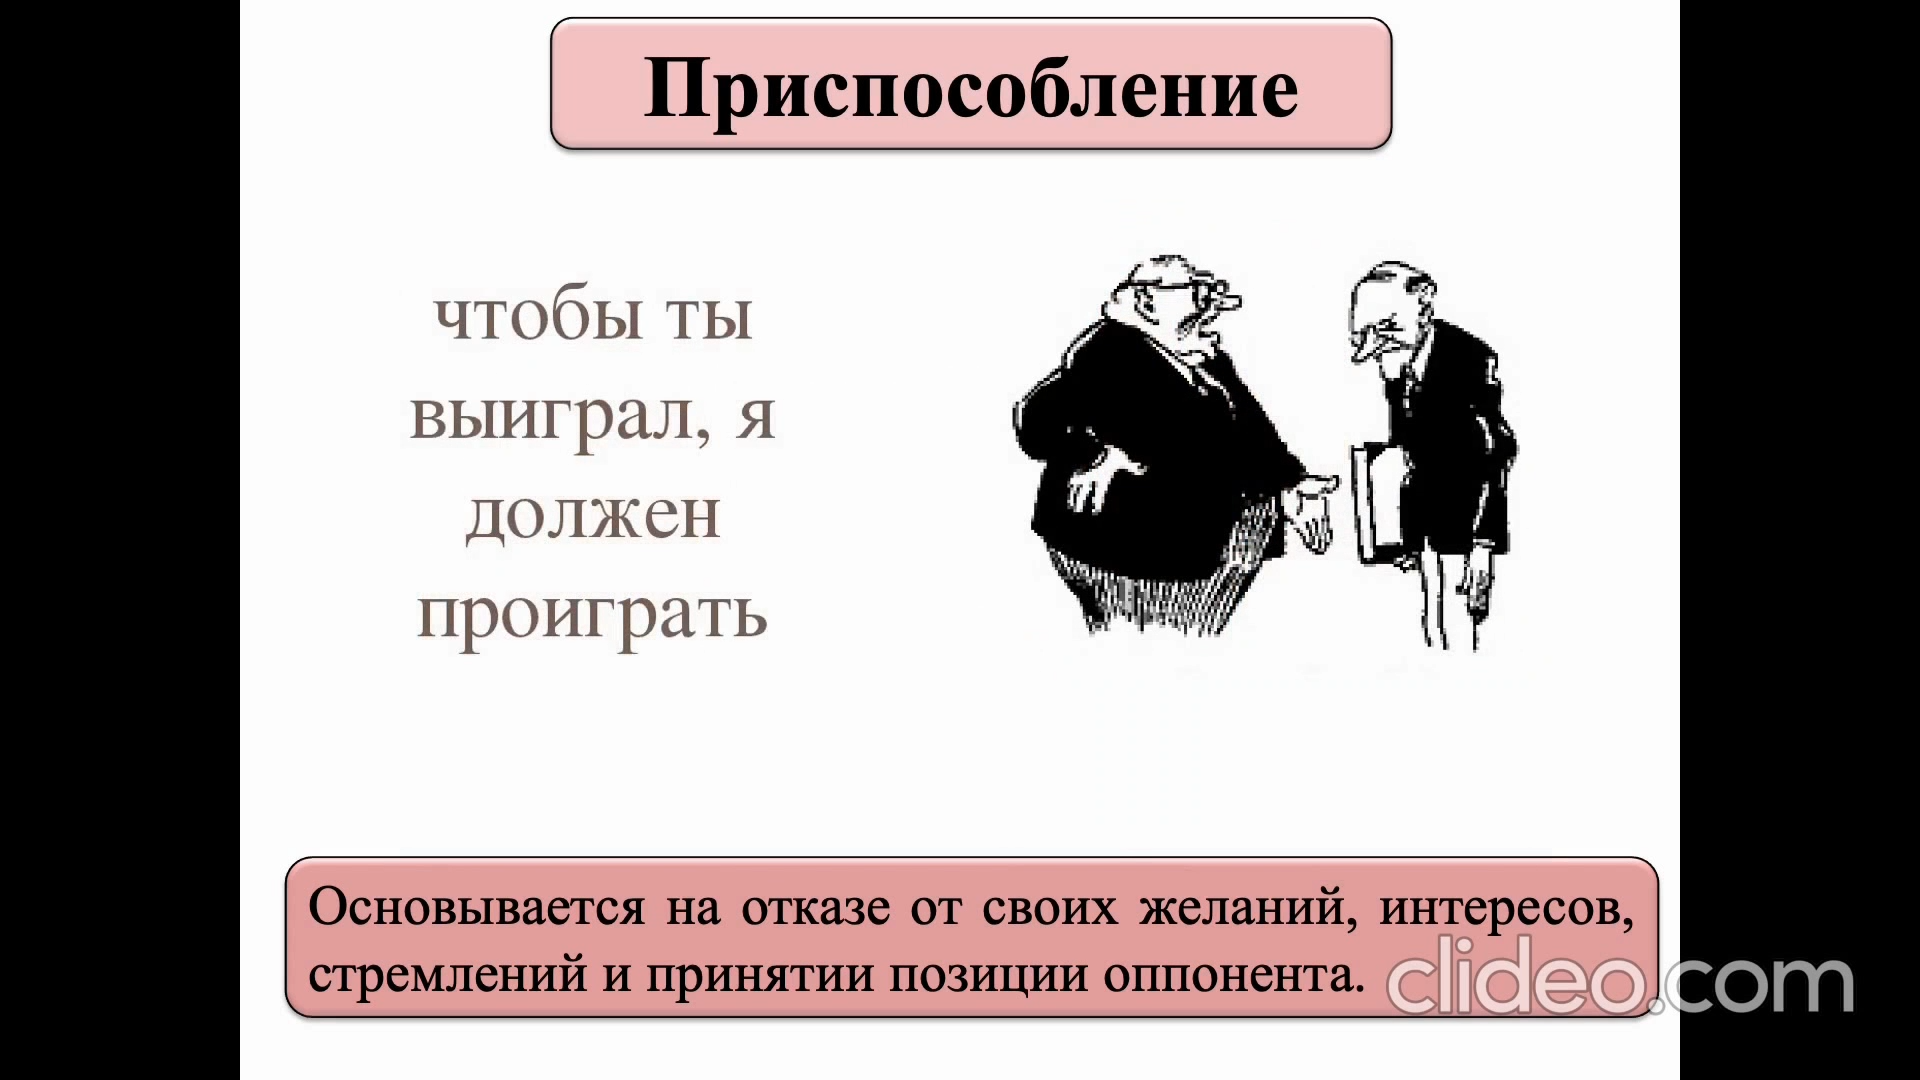 Приспособление
чтобы ты
выиграл, я
должен
проиграть
Основывается на отказе от своих желаний, интересов,
стремлений и принятии позиции оппонента.
clideo.com